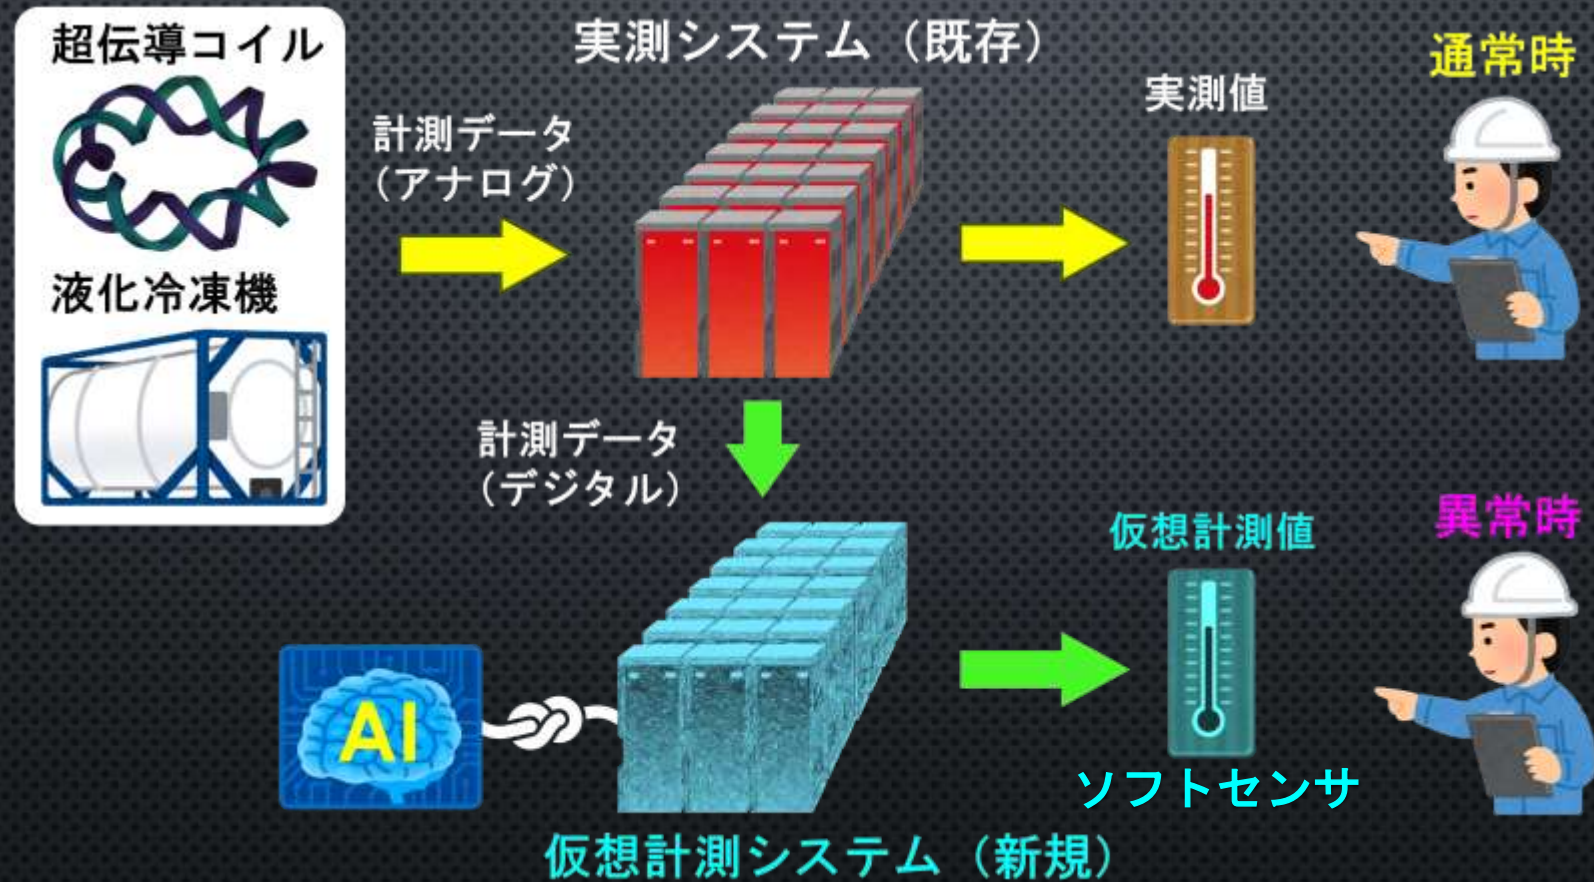 超伝導コイル
液化冷凍機
計測データ
（アナログ）
実測システム（既存）
実測値
通常時
計測データ
（デジタル）
AI
仮想計測システム（新規）
仮想計測値
ソフトセンサ
異常時